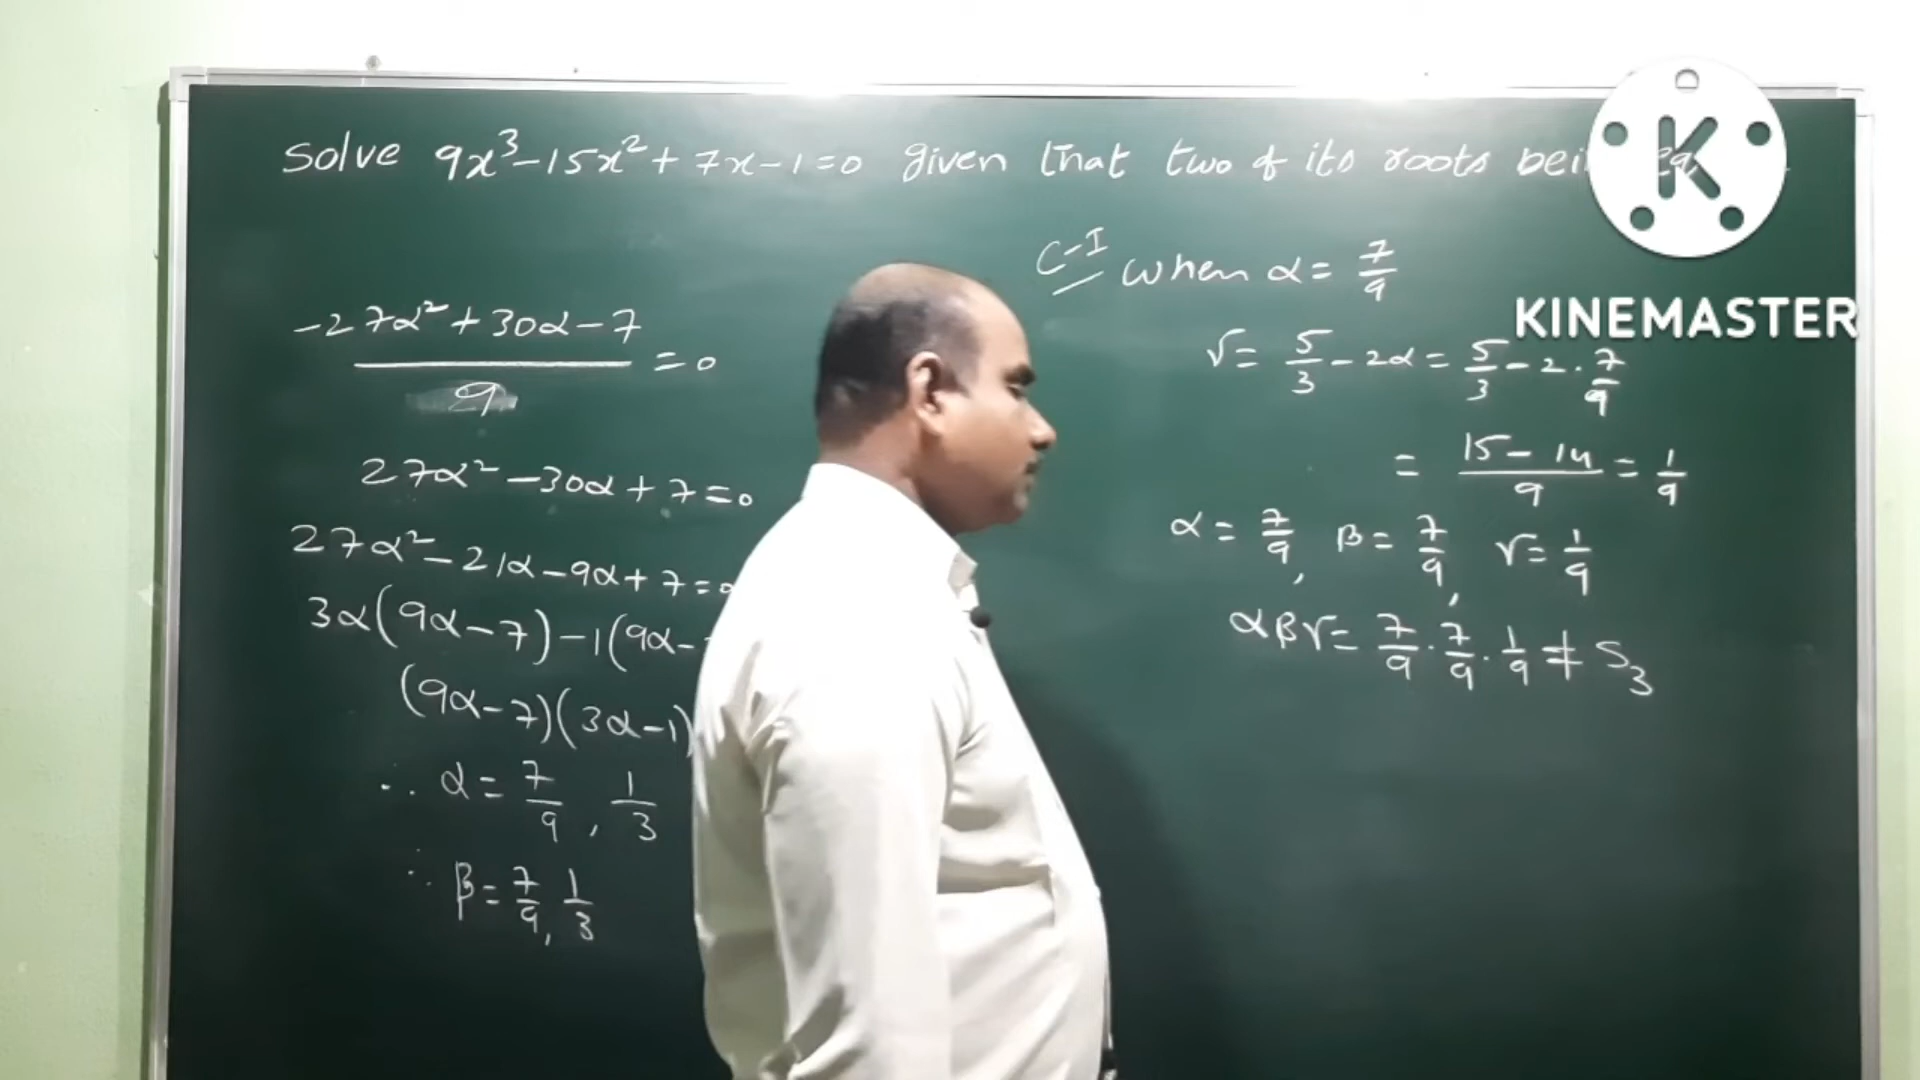 solve 9x³-15x²+7x-1=0 given that two of its roots
-27α²+30α-7
─────────── =0
9
27α²-30α+7=0
27α²-21α-9α+7=0
3α(9α-7)-1(9α-
(9α-7)(3α-1)
∴ α = 7/9, 1/3
∴ β = 7/9, 1/3
C-I when α = 7/9
γ = 5/3 - 2α = 5/3 - 2·7/9
= (15-14)/9 = 1/9
α = 7/9, β = 7/9, γ = 1/9
αβγ = 7/9 · 7/9 · 1/9 ≠ S₃
K
KINEMASTER